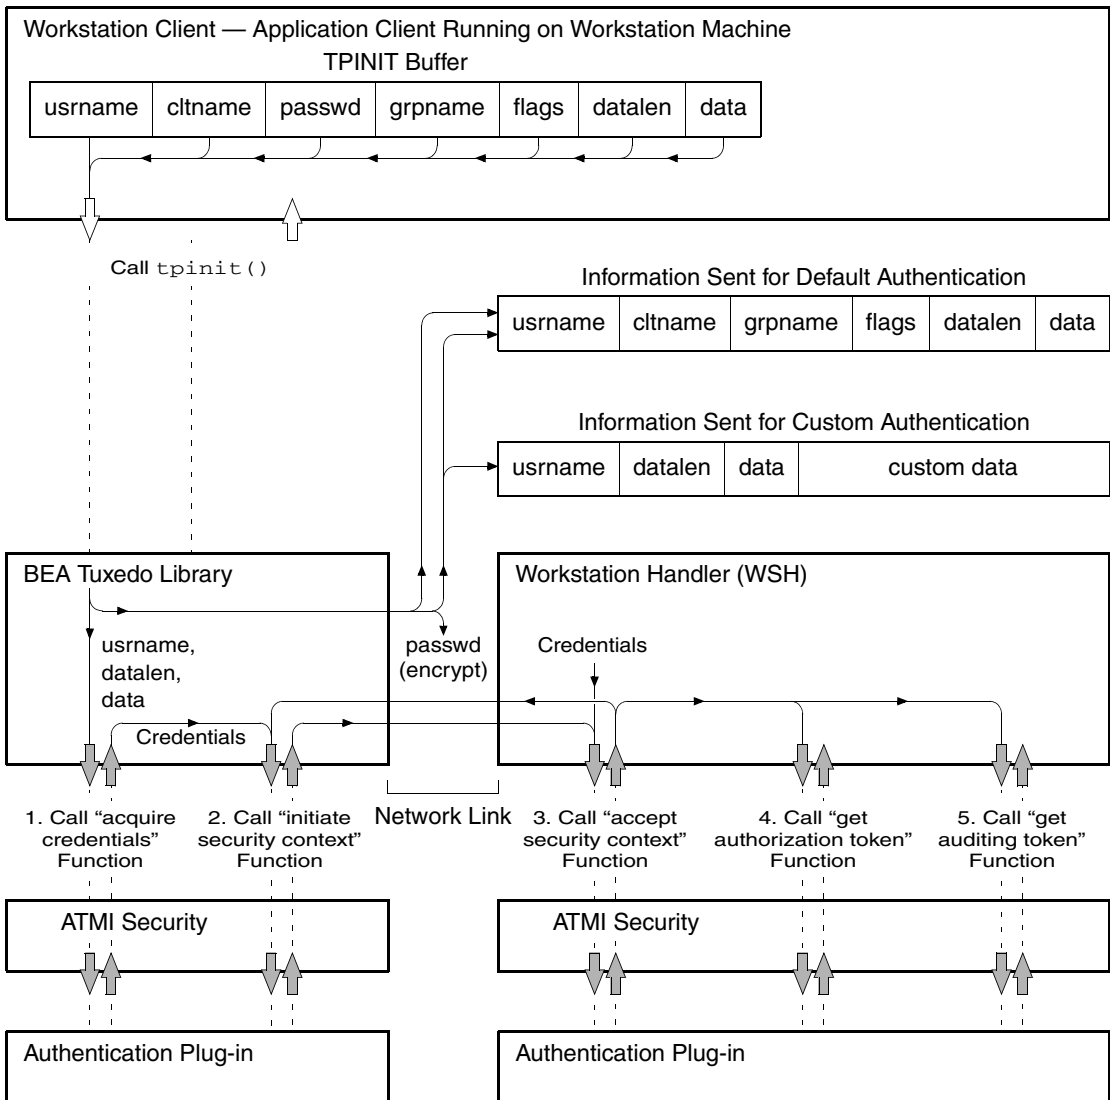 Workstation Client — Application Client Running on Workstation Machine
TPINIT Buffer
usrname cltname passwd grpname flags datalen data
Call tpinit()
Information Sent for Default Authentication
usrname cltname grpname flags datalen data
Information Sent for Custom Authentication
usrname datalen data custom data
BEA Tuxedo Library
usrname,
datalen,
data
Credentials
passwd
(encrypt)
Workstation Handler (WSH)
Credentials
Network Link
1. Call “acquire
credentials”
Function
2. Call “initiate
security context”
Function
3. Call “accept
security context”
Function
4. Call “get
authorization token”
Function
5. Call “get
auditing token”
Function
ATMI Security
ATMI Security
Authentication Plug-in
Authentication Plug-in